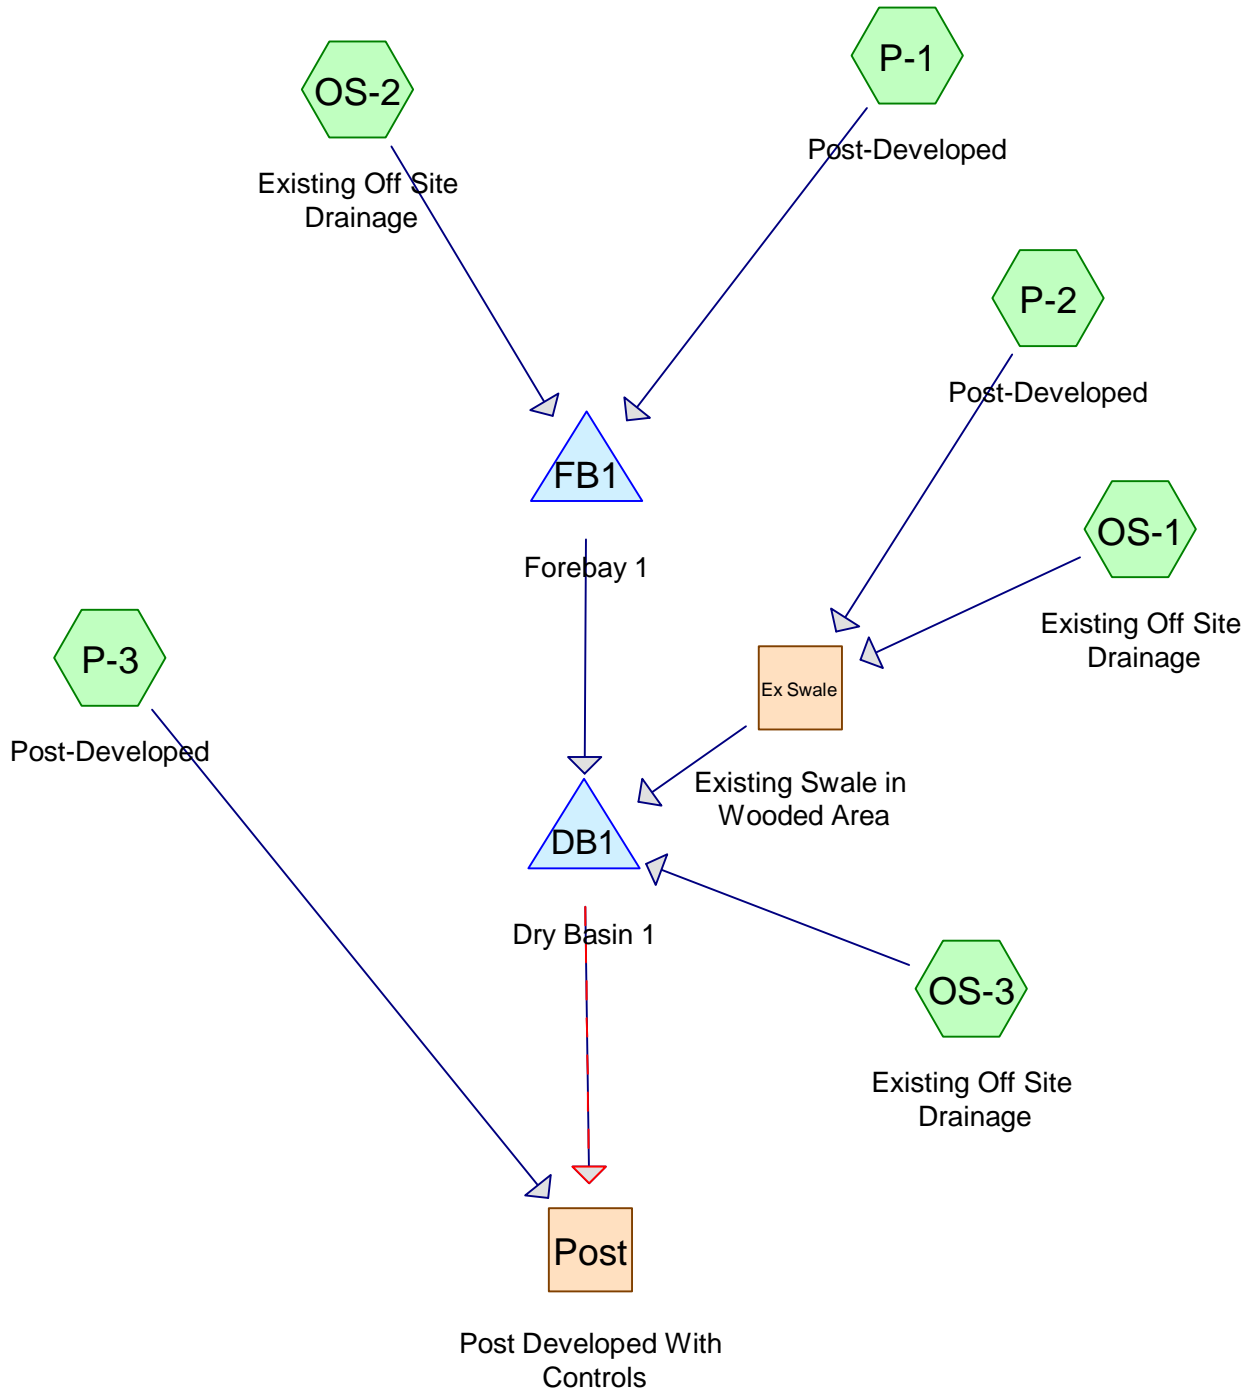 P-1
Post-Developed
OS-2
Existing Off Site
Drainage
P-2
Post-Developed
FB1
Forebay 1
OS-1
Existing Off Site
Drainage
P-3
Post-Developed
Ex Swale
Existing Swale in
Wooded Area
DB1
Dry Basin 1
OS-3
Existing Off Site
Drainage
Post
Post Developed With
Controls